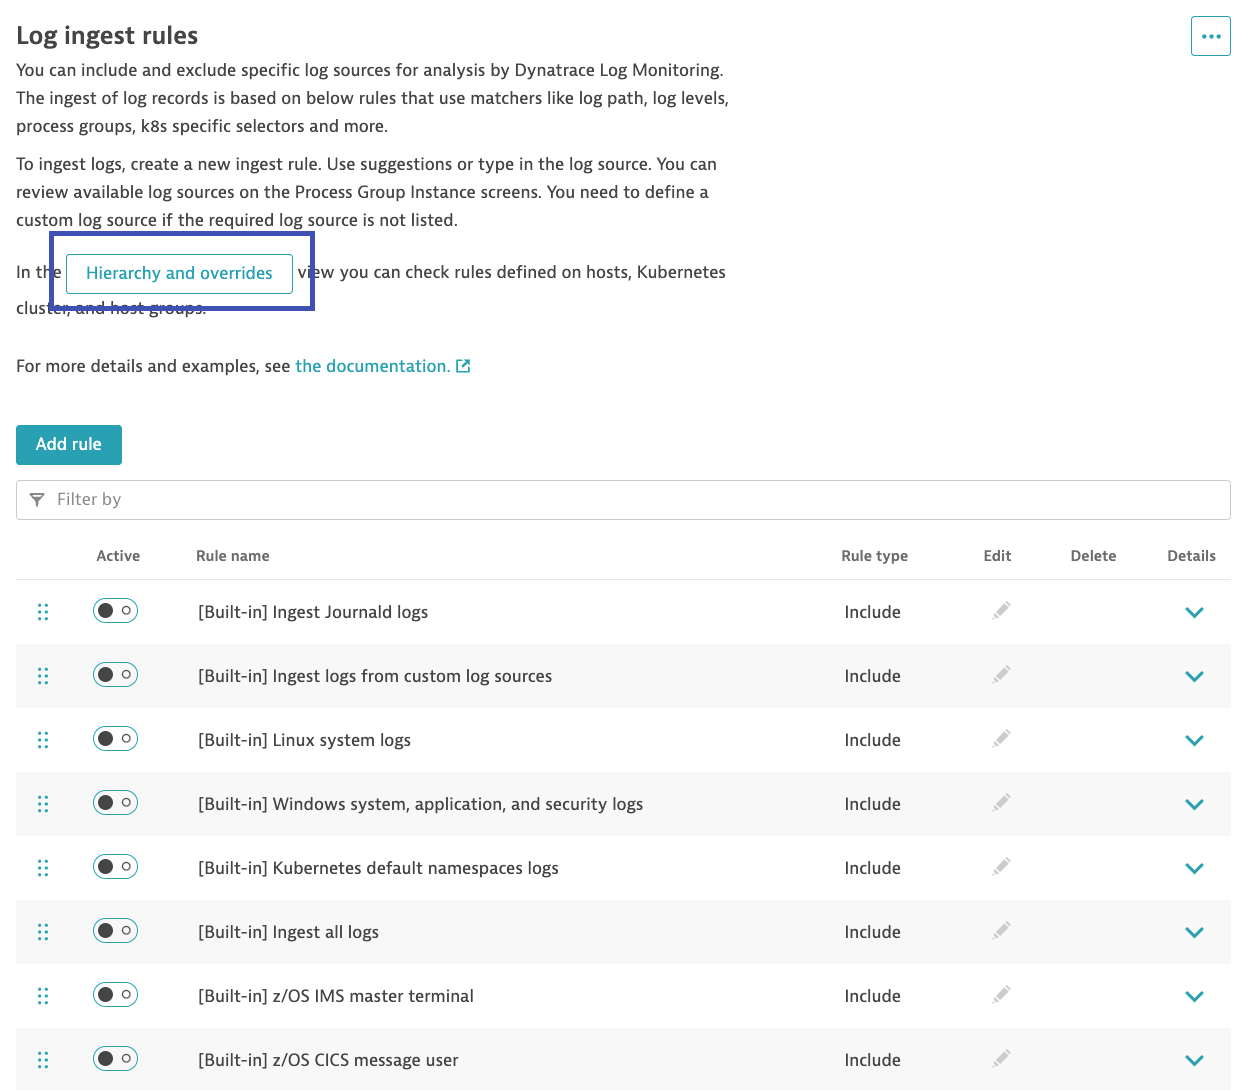 Log ingest rules
You can include and exclude specific log sources for analysis by Dynatrace Log Monitoring.
The ingest of log records is based on below rules that use matchers like log path, log levels,
process groups, k8s specific selectors and more.
To ingest logs, create a new ingest rule. Use suggestions or type in the log source. You can
review available log sources on the Process Group Instance screens. You need to define a
custom log source if the required log source is not listed.
In the Hierarchy and overrides view you can check rules defined on hosts, Kubernetes
cluster, and host groups.
For more details and examples, see the documentation.
Add rule
Filter by
Active Rule name Rule type Edit Delete Details
[Built-in] Ingest Journald logs Include
[Built-in] Ingest logs from custom log sources Include
[Built-in] Linux system logs Include
[Built-in] Windows system, application, and security logs Include
[Built-in] Kubernetes default namespaces logs Include
[Built-in] Ingest all logs Include
[Built-in] z/OS IMS master terminal Include
[Built-in] z/OS CICS message user Include